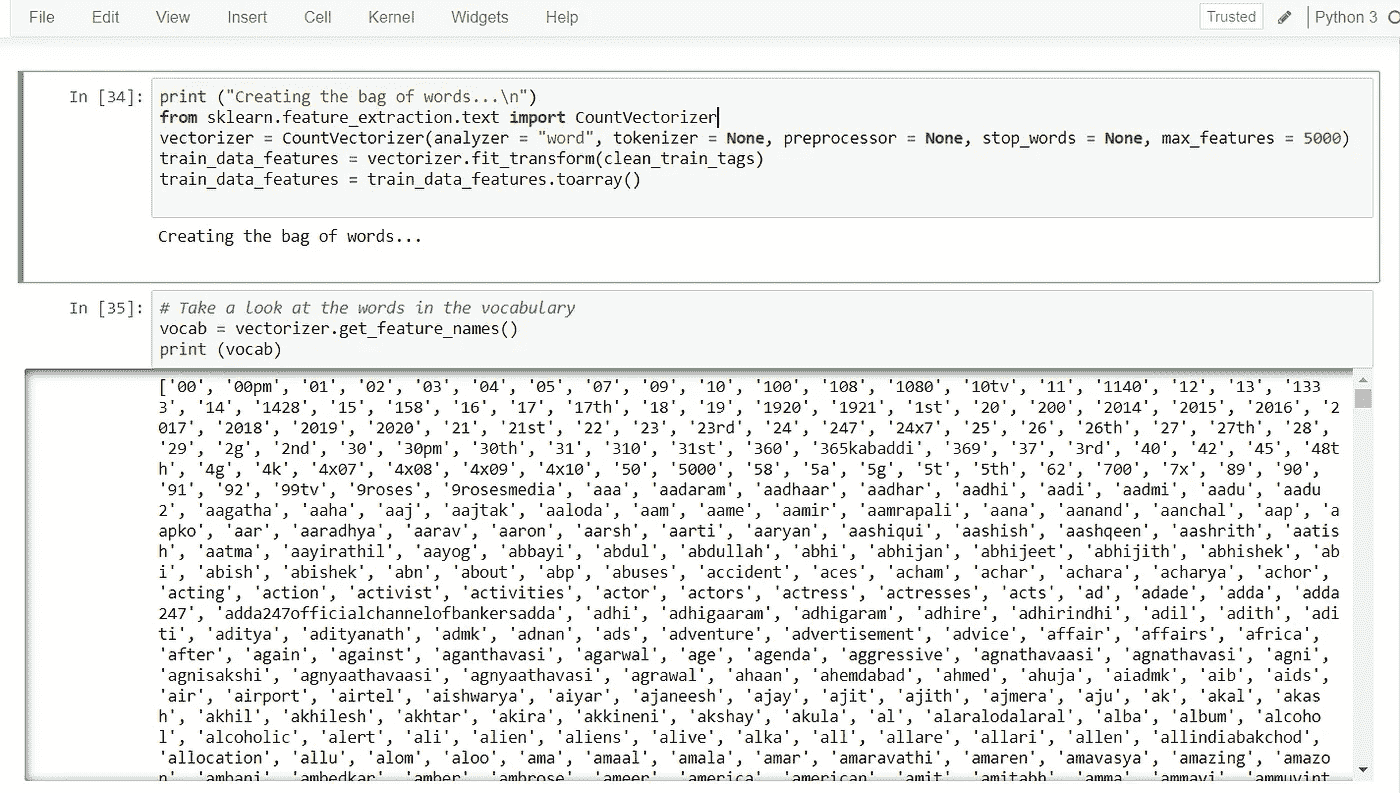 File Edit View Insert Cell Kernel Widgets Help Trusted Python 3
In [34]: print ("Creating the bag of words...\n")
from sklearn.feature_extraction.text import CountVectorizer
vectorizer = CountVectorizer(analyzer = "word", tokenizer = None, preprocessor = None, stop_words = None, max_features = 5000)
train_data_features = vectorizer.fit_transform(clean_train_tags)
train_data_features = train_data_features.toarray()
Creating the bag of words...
In [35]: # Take a look at the words in the vocabulary
vocab = vectorizer.get_feature_names()
print (vocab)
['00', '00pm', '01', '02', '03', '04', '05', '07', '09', '10', '100', '108', '1080', '10tv', '11', '1140', '12', '13', '133
3', '14', '1428', '15', '158', '16', '17', '17th', '18', '19', '1920', '1921', '1st', '20', '200', '2014', '2015', '2016', '2
017', '2018', '2019', '2020', '21', '21st', '22', '23', '23rd', '24', '247', '24x7', '25', '26', '26th', '27', '27th', '28',
'29', '2g', '2nd', '30', '30pm', '30th', '31', '310', '31st', '360', '365kabaddi', '369', '37', '3rd', '40', '42', '45', '48t
h', '4g', '4k', '4x07', '4x08', '4x09', '4x10', '50', '5000', '58', '5a', '5g', '5t', '5th', '62', '700', '7x', '89', '90',
'91', '92', '99tv', '9roses', '9rosesmedia', 'aaa', 'aadaram', 'aadhaar', 'aadhar', 'aadhi', 'aadi', 'aadmi', 'aadu', 'aadu
2', 'aagatha', 'aaha', 'aaj', 'aajtak', 'aaloda', 'aam', 'aame', 'aamir', 'aamrapali', 'aana', 'aanand', 'aanchal', 'aap', 'a
apko', 'aar', 'aaradhya', 'aarav', 'aaron', 'aarsh', 'aarti', 'aaryan', 'aashiqui', 'aashish', 'aashqeen', 'aashrith', 'aatis
h', 'aatma', 'aayirathil', 'aayog', 'abbayi', 'abdul', 'abdullah', 'abhi', 'abhijan', 'abhijeet', 'abhijith', 'abhishek', 'ab
i', 'abish', 'abishek', 'abn', 'about', 'abp', 'abuses', 'accident', 'aces', 'acham', 'achar', 'achara', 'acharya', 'achor',
'acting', 'action', 'activist', 'activities', 'actor', 'actors', 'actress', 'actresses', 'acts', 'ad', 'adade', 'adda', 'adda
247', 'adda247officialchannelofbankersadda', 'adhi', 'adhigaaram', 'adhigaram', 'adhire', 'adhirindhi', 'adil', 'adith', 'adi
ti', 'aditya', 'adityanath', 'admk', 'adnan', 'ads', 'adventure', 'advertisement', 'advice', 'affair', 'affairs', 'africa',
'after', 'again', 'against', 'aganthavasi', 'agarwal', 'age', 'agenda', 'aggressive', 'agnathavaasi', 'agnathavasi', 'agni',
'agnisakshi', 'agnyaathavaasi', 'agnyaathavasi', 'agrawal', 'ahaan', 'ahemdabad', 'ahmed', 'ahuja', 'aiadmk', 'aib', 'aids',
'air', 'airport', 'airtel', 'aishwarya', 'aiyar', 'ajaneesh', 'ajay', 'ajit', 'ajith', 'ajmera', 'aju', 'ak', 'akal', 'akas
h', 'akhil', 'akhilesh', 'akhtar', 'akira', 'akkineni', 'akshay', 'akula', 'al', 'alaralodalaral', 'alba', 'album', 'alcoho
l', 'alcoholic', 'alert', 'ali', 'alien', 'aliens', 'alive', 'alka', 'all', 'allare', 'allari', 'allen', 'allindiabakchod',
'allocation', 'allu', 'alom', 'aloo', 'ama', 'amaal', 'amala', 'amar', 'amaravathi', 'amaren', 'amavasya', 'amazing', 'amazo
n', 'ambani', 'ambedkar', 'amber', 'ambrose', 'ameer', 'america', 'american', 'amit', 'amitabh', 'amma', 'ammayi', 'ammuvint